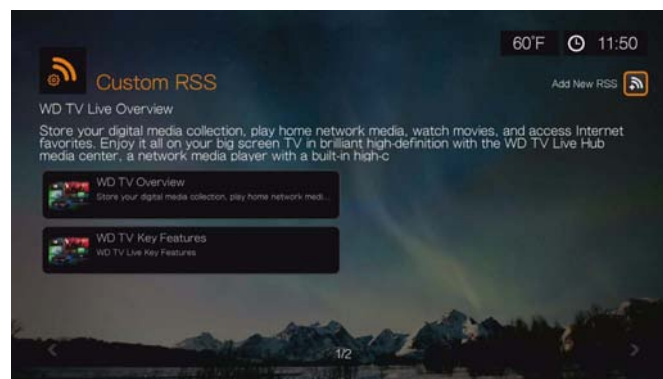 60°F 11:50
Custom RSS
Add New RSS
WD TV Live Overview
Store your digital media collection, play home network media, watch movies, and access Internet
favorites. Enjoy it all on your big screen TV in brilliant high-definition with the WD TV Live Hub
media center, a network media player with a built-in high-c
WD TV Overview
Store your digital media collection, play home network medi...
WD TV Key Features
WD TV Live Key Features
1/2